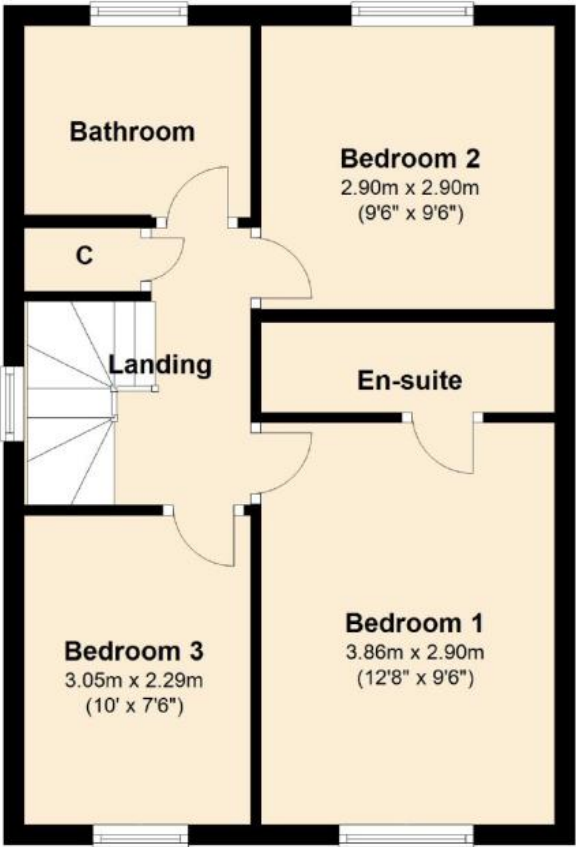 Bathroom
Bedroom 2
2.90m x 2.90m
(9'6" x 9'6")
C
Landing
En-suite
Bedroom 1
3.86m x 2.90m
(12'8" x 9'6")
Bedroom 3
3.05m x 2.29m
(10' x 7'6")